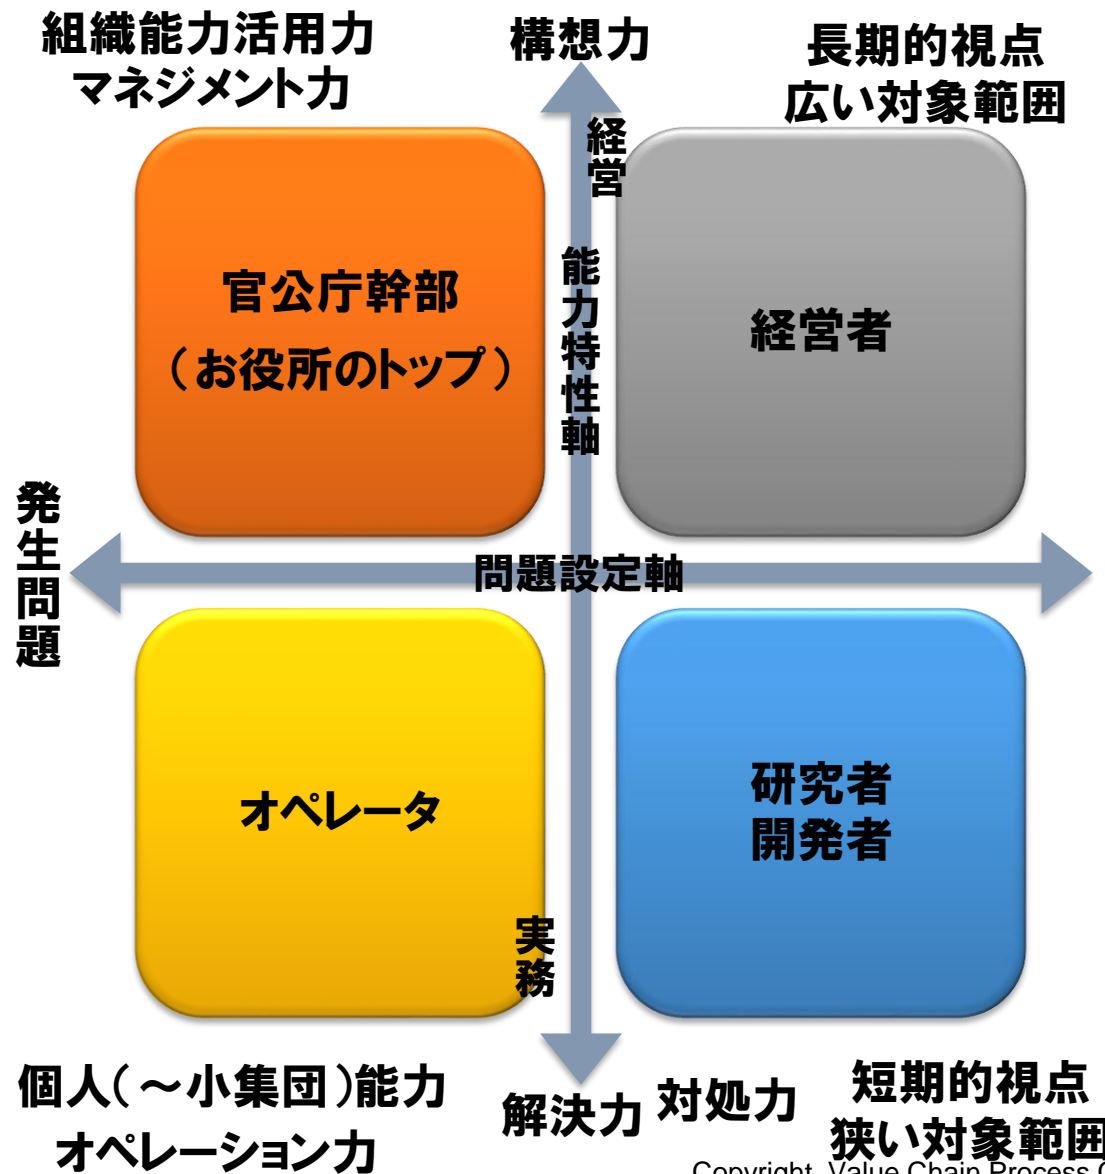 組織能力活用力
マネジメント力
構想力
長期的視点
広い対象範囲
経営
官公庁幹部
（お役所のトップ）
能力特性軸
経営者
発生問題
問題設定軸
オペレータ
研究者
開発者
実務
個人（～小集団）能力
オペレーション力
解決力
対処力
短期的視点
狭い対象範囲
Copyright Value Chain Process